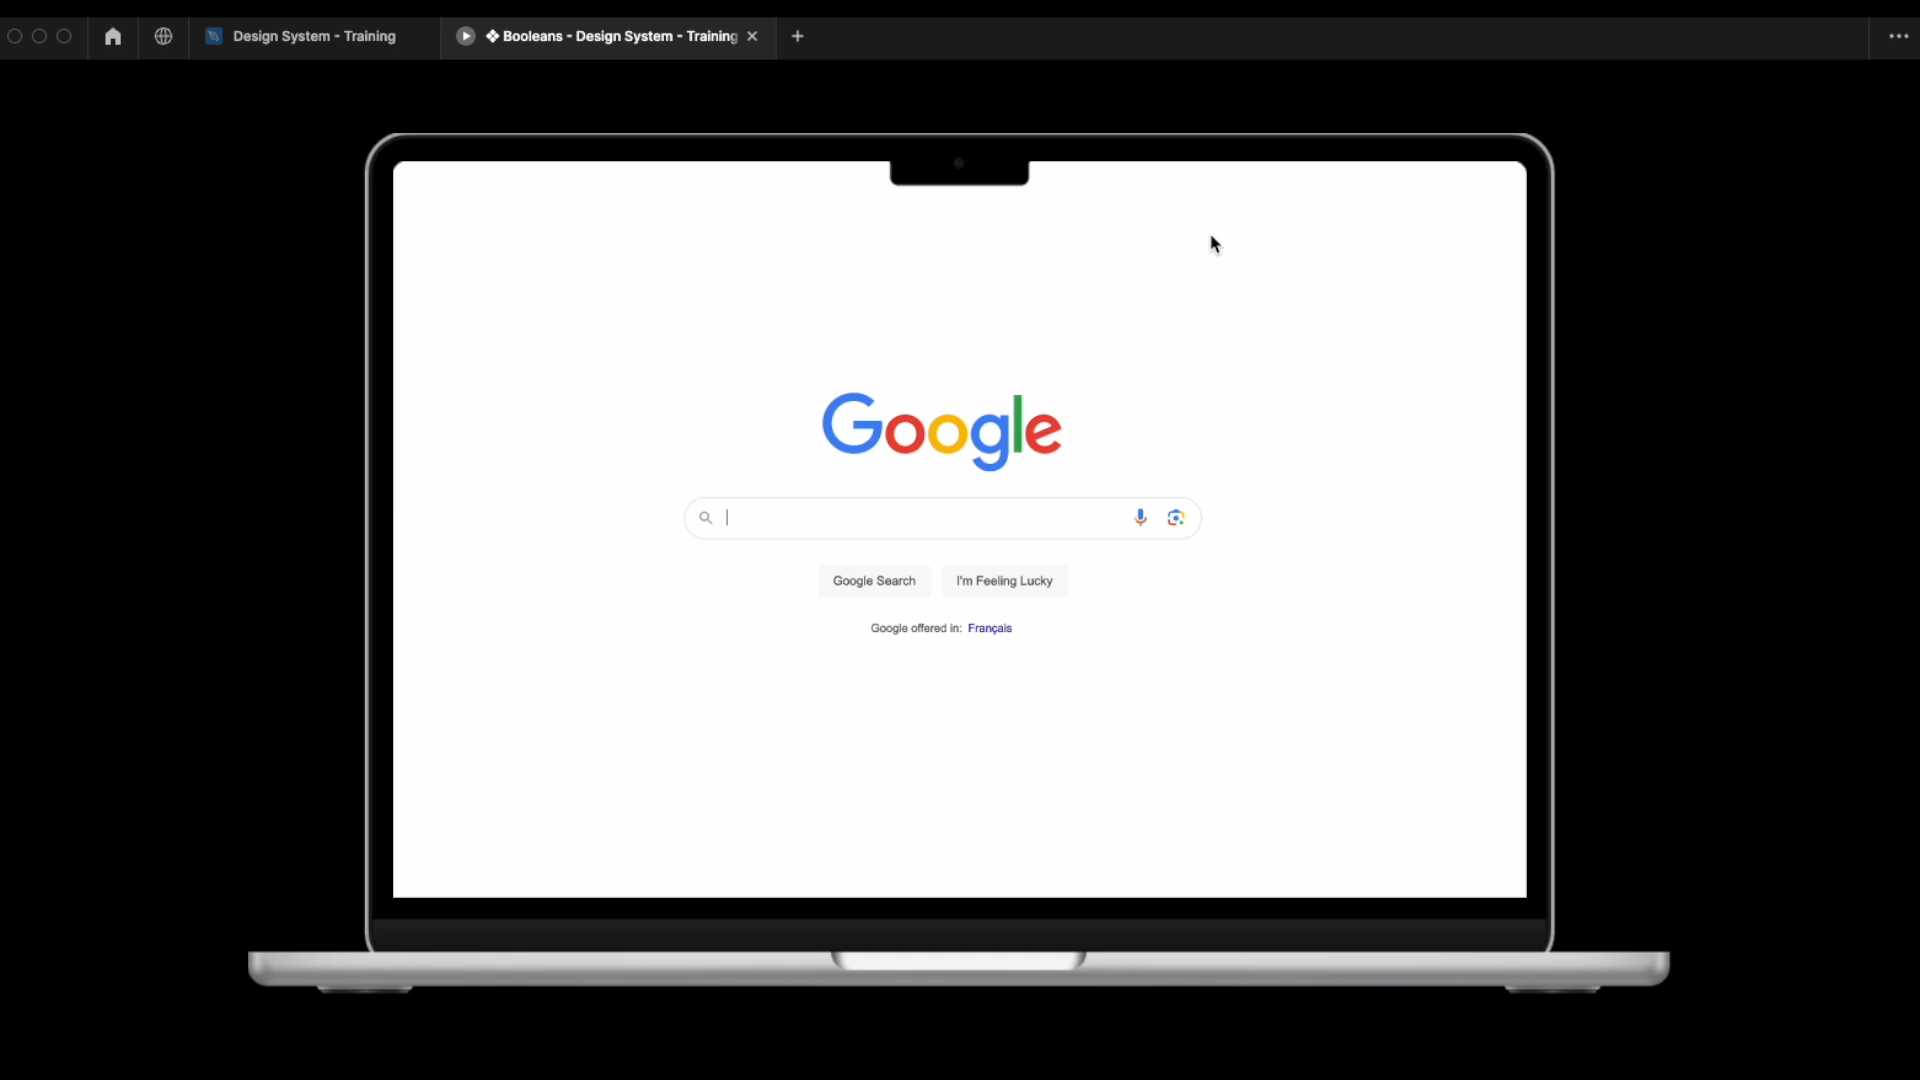 Design System - Training
❖ Booleans - Design System - Training
Google
Google Search
I'm Feeling Lucky
Google offered in: Français